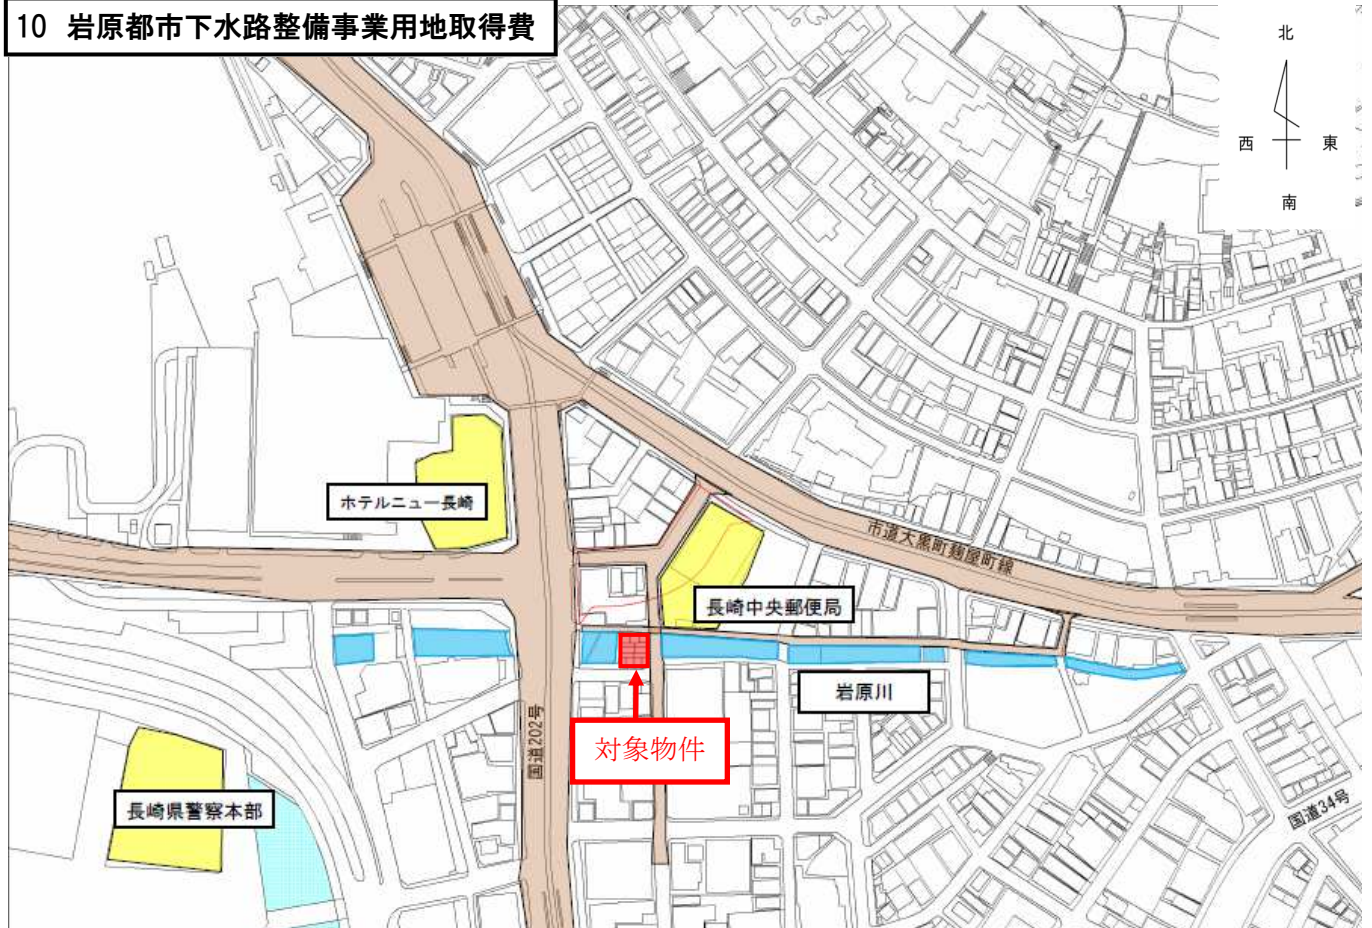 10 岩原都市下水路整備事業用地取得費
北
西
東
南
ホテルニュー長崎
市道大黒町麹屋町線
長崎中央郵便局
岩原川
対象物件
国道202号
長崎県警察本部
国道34号